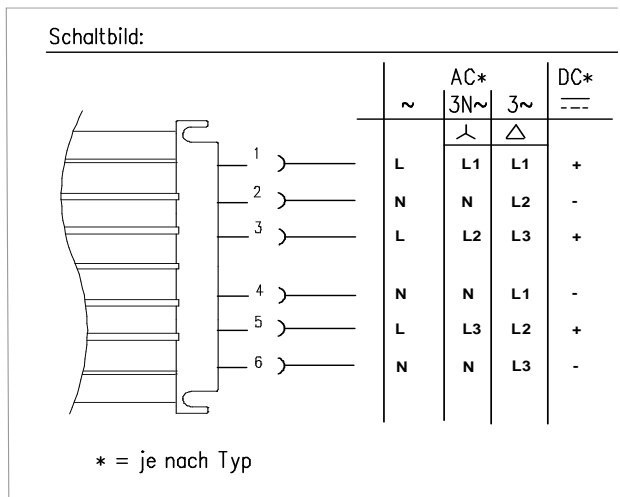 Schaltbild:
AC* DC*
~ 3N~ 3~
1 L L1 L1 +
2 N N L2 -
3 L L2 L3 +
4 N N L1 -
5 L L3 L2 +
6 N N L3 -
* = je nach Typ